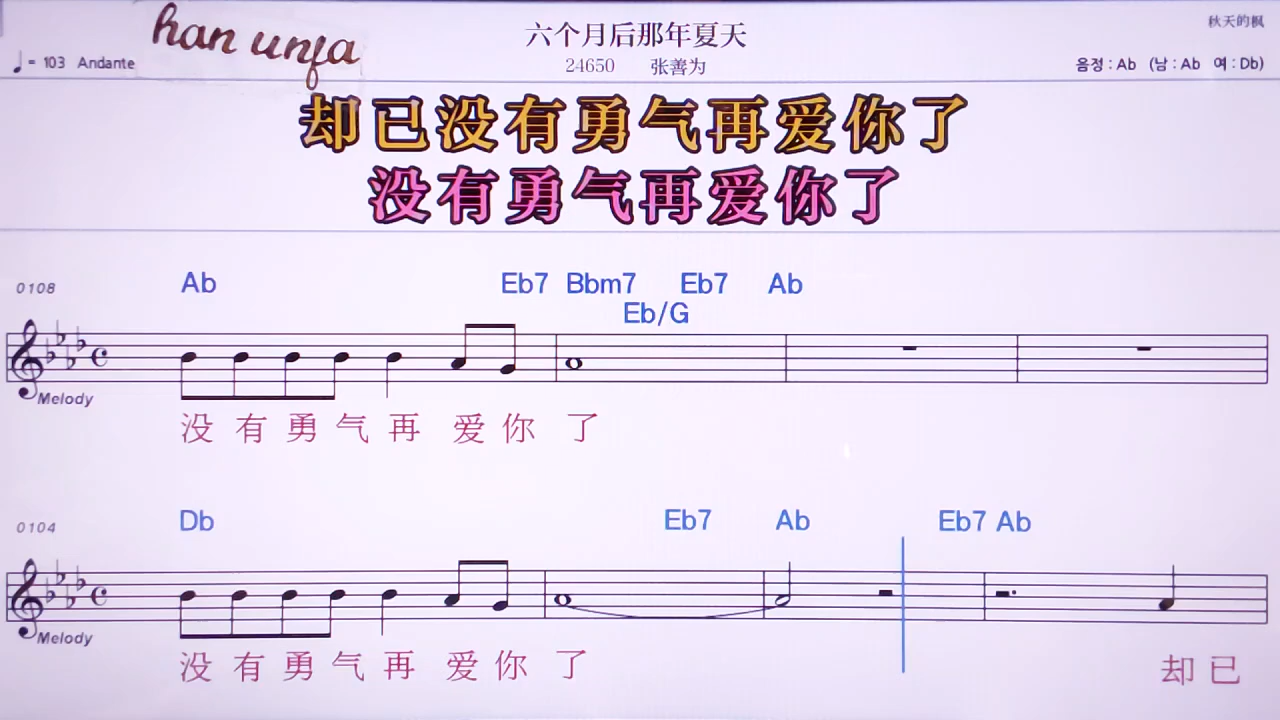 han unfa
六个月后那年夏天
秋天的枫
♩= 103 Andante
24650 张善为
음정 : Ab (남 : Ab 여 : Db)
却已没有勇气再爱你了
没有勇气再爱你了
0108
Ab Eb7 Bbm7 Eb7 Ab
Eb/G
Melody
没有勇气再 爱你 了
0104
Db Eb7 Ab Eb7 Ab
Melody
没有勇气再 爱你 了 却已